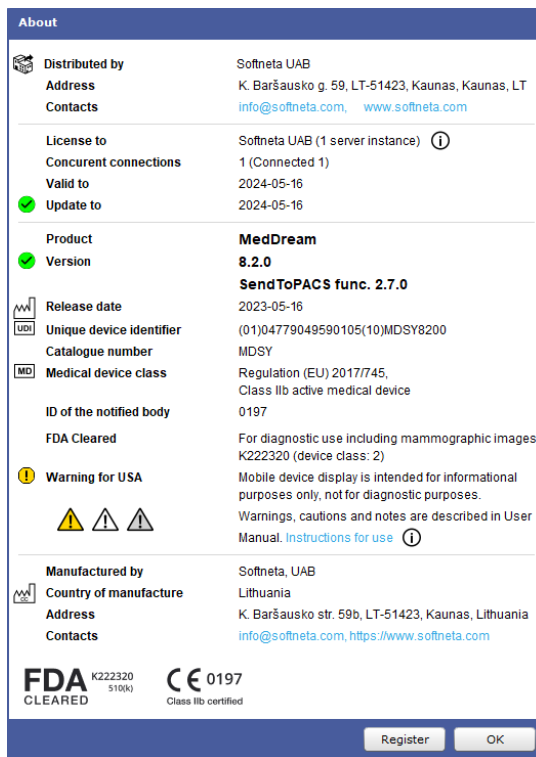 About
Distributed by Softneta UAB
Address K. Baršausko g. 59, LT-51423, Kaunas, Kaunas, LT
Contacts info@softneta.com, www.softneta.com
License to Softneta UAB (1 server instance) i
Concurent connections 1 (Connected 1)
Valid to 2024-05-16
Update to 2024-05-16
Product MedDream
Version 8.2.0
SendToPACS func. 2.7.0
Release date 2023-05-16
UDI Unique device identifier (01)04779049590105(10)MDSY8200
Catalogue number MDSY
MD Medical device class Regulation (EU) 2017/745,
Class IIb active medical device
ID of the notified body 0197
FDA Cleared For diagnostic use including mammographic images
K222320 (device class: 2)
Warning for USA Mobile device display is intended for informational
purposes only, not for diagnostic purposes.
Warnings, cautions and notes are described in User
Manual. Instructions for use i
Manufactured by Softneta, UAB
CC Country of manufacture Lithuania
Address K. Baršausko str. 59b, LT-51423, Kaunas, Lithuania
Contacts info@softneta.com, https://www.softneta.com
FDA K222320
510(k)
CLEARED
CE 0197
Class IIb certified
Register OK